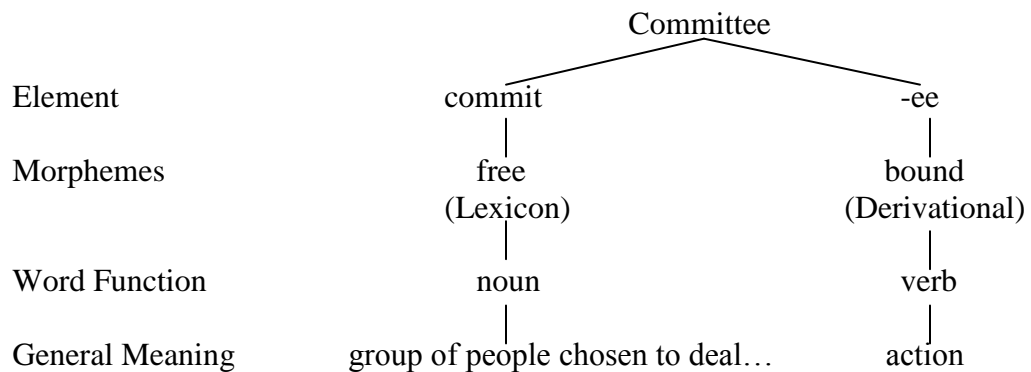 Committee
Element commit -ee
Morphemes free bound
(Lexicon) (Derivational)
Word Function noun verb
General Meaning group of people chosen to deal… action